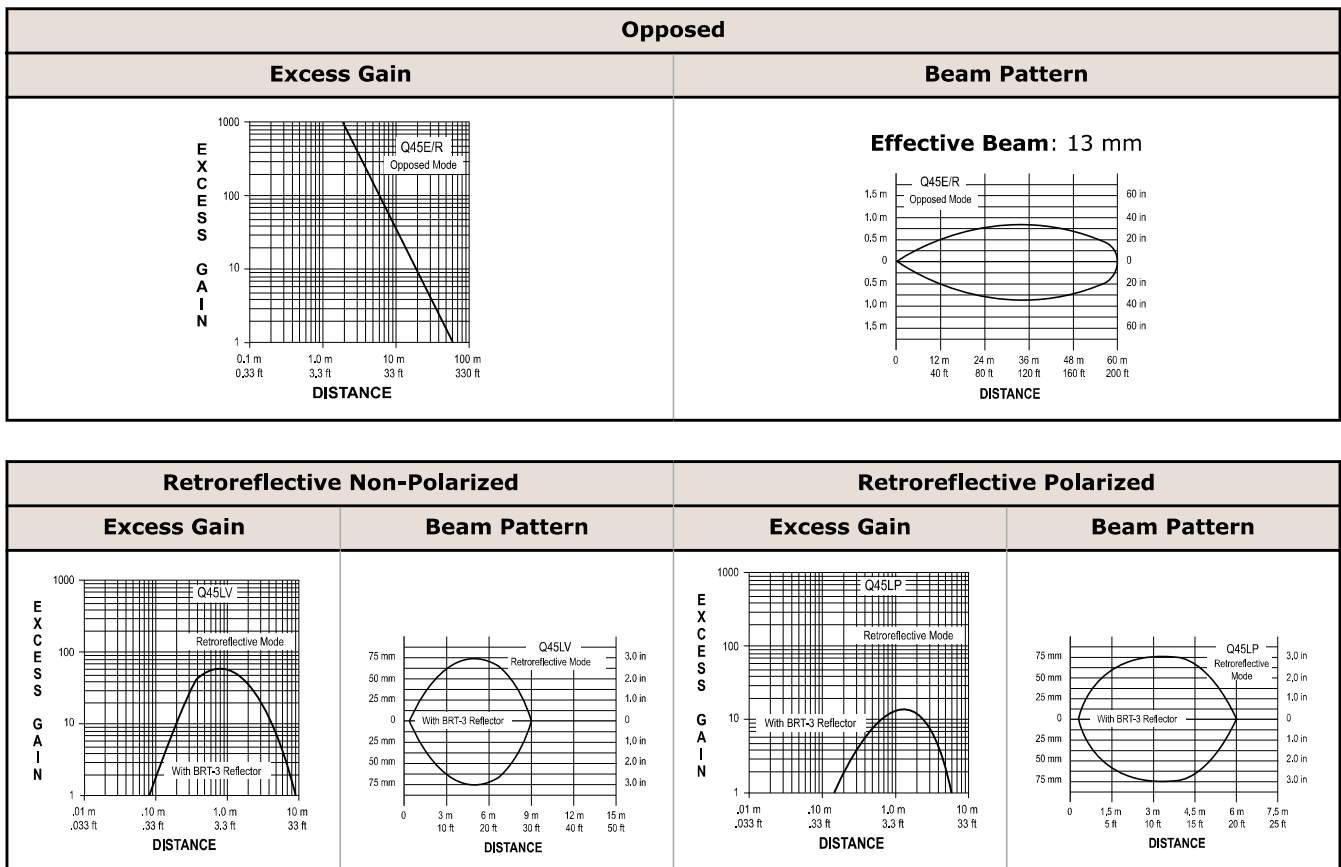 Opposed
Excess Gain
Beam Pattern
EXCESS GAIN
1000
100
10
1
Q45E/R
Opposed Mode
0.1 m
0.33 ft
1.0 m
3.3 ft
10 m
33 ft
100 m
330 ft
DISTANCE
Effective Beam: 13 mm
Q45E/R
Opposed Mode
1.5 m
1.0 m
0.5 m
0
0.5 m
1.0 m
1.5 m
60 in
40 in
20 in
0
20 in
40 in
60 in
0
12 m
40 ft
24 m
80 ft
36 m
120 ft
48 m
160 ft
60 m
200 ft
DISTANCE
Retroreflective Non-Polarized
Retroreflective Polarized
Excess Gain
Beam Pattern
Excess Gain
Beam Pattern
EXCESS GAIN
1000
100
10
1
Q45LV
Retroreflective Mode
With BRT-3 Reflector
.01 m
.033 ft
.10 m
.33 ft
1.0 m
3.3 ft
10 m
33 ft
DISTANCE
Q45LV
Retroreflective Mode
With BRT-3 Reflector
75 mm
50 mm
25 mm
0
25 mm
50 mm
75 mm
3.0 in
2.0 in
1.0 in
0
1.0 in
2.0 in
3.0 in
0
3 m
10 ft
6 m
20 ft
9 m
30 ft
12 m
40 ft
15 m
50 ft
DISTANCE
EXCESS GAIN
1000
100
10
1
Q45LP
Retroreflective Mode
With BRT-3 Reflector
.01 m
.033 ft
.10 m
.33 ft
1.0 m
3.3 ft
10 m
33 ft
DISTANCE
Q45LP
Retroreflective
Mode
With BRT-3 Reflector
75 mm
50 mm
25 mm
0
25 mm
50 mm
75 mm
3.0 in
2.0 in
1.0 in
0
1.0 in
2.0 in
3.0 in
0
1.5 m
5 ft
3 m
10 ft
4.5 m
15 ft
6 m
20 ft
7.5 m
25 ft
DISTANCE